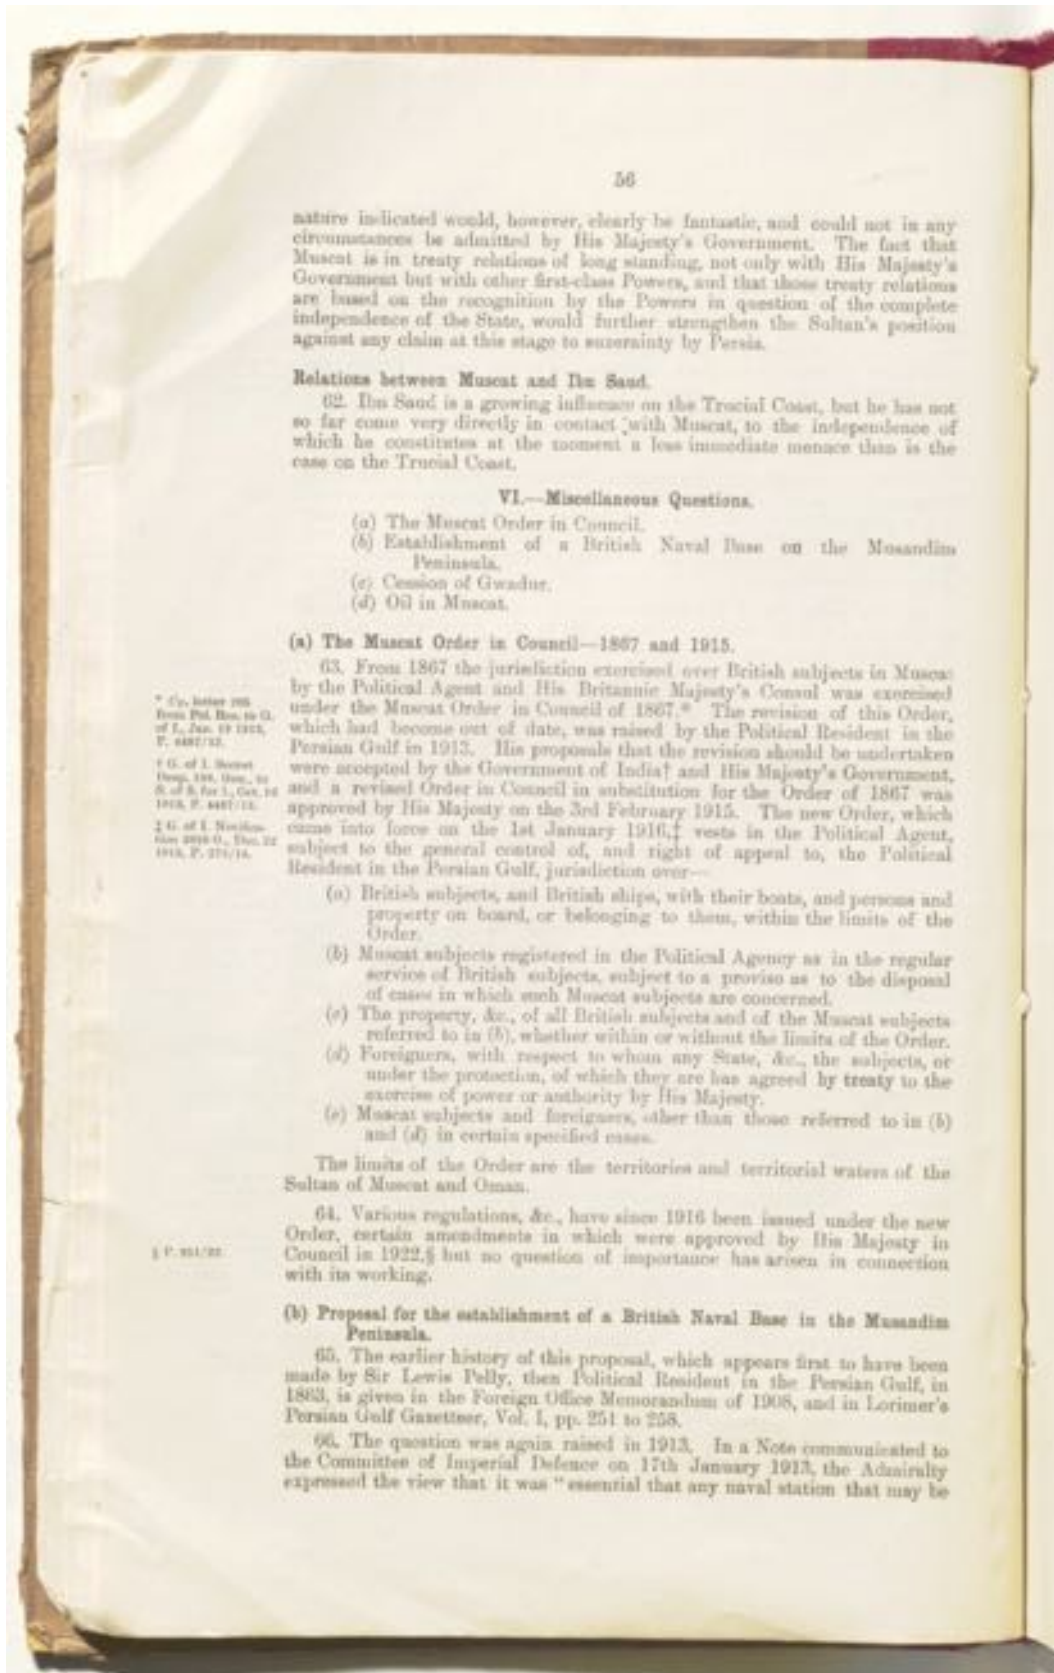 56
nature indicated would, however, clearly be fantastic, and could not in any
circumstances be admitted by His Majesty's Government. The fact that
Muscat is in treaty relations of long standing, not only with His Majesty's
Government but with other first-class Powers, and that those treaty relations
are based on the recognition by the Powers in question of the complete
independence of the State, would further strengthen the Sultan's position
against any claim at this stage to suzerainty by Persia.
Relations between Muscat and Ibn Saud.
62. Ibn Saud is a growing influence on the Trucial Coast, but he has not
so far come very directly in contact with Muscat, to the independence of
which he constitutes at the moment a less immediate menace than is the
case on the Trucial Coast.
VI.—Miscellaneous Questions.
(a) The Muscat Order in Council.
(b) Establishment of a British Naval Base on the Musandim
Peninsula.
(c) Cession of Gwadur.
(d) Oil in Muscat.
(a) The Muscat Order in Council—1867 and 1915.
63. From 1867 the jurisdiction exercised over British subjects in Muscat
by the Political Agent and His Britannic Majesty's Consul was exercised
under the Muscat Order in Council of 1867.* The revision of this Order,
which had become out of date, was raised by the Political Resident in the
Persian Gulf in 1913. His proposals that the revision should be undertaken
were accepted by the Government of India† and His Majesty's Government,
and a revised Order in Council in substitution for the Order of 1867 was
approved by His Majesty on the 3rd February 1915. The new Order, which
came into force on the 1st January 1916,‡ vests in the Political Agent,
subject to the general control of, and right of appeal to, the Political
Resident in the Persian Gulf, jurisdiction over—
* Cp. letter
from Pol. Res. to G.
of I., Jan. 1913,
† G. of I. Secret
S. of S. for I., Oct.
1913, P. 4487/13.
‡ G. of I. Notifica-
tion Dec. 22
(a) British subjects, and British ships, with their boats, and persons and
property on board, or belonging to them, within the limits of the
Order.
(b) Muscat subjects registered in the Political Agency as in the regular
service of British subjects, subject to a proviso as to the disposal
of cases in which such Muscat subjects are concerned.
(c) The property, &c., of all British subjects and of the Muscat subjects
referred to in (b), whether within or without the limits of the Order.
(d) Foreigners, with respect to whom any State, &c., the subjects, or
under the protection, of which they are has agreed by treaty to the
exercise of power or authority by His Majesty.
(e) Muscat subjects and foreigners, other than those referred to in (b)
and (d) in certain specified cases.
The limits of the Order are the territories and territorial waters of the
Sultan of Muscat and Oman.
64. Various regulations, &c., have since 1916 been issued under the new
Order, certain amendments in which were approved by His Majesty in
Council in 1922,§ but no question of importance has arisen in connection
with its working.
§ P.
(b) Proposal for the establishment of a British Naval Base in the Musandim
Peninsula.
65. The earlier history of this proposal, which appears first to have been
made by Sir Lewis Pelly, then Political Resident in the Persian Gulf, in
1863, is given in the Foreign Office Memorandum of 1908, and in Lorimer's
Persian Gulf Gazetteer, Vol. I, pp. 251 to 258.
66. The question was again raised in 1913. In a Note communicated to
the Committee of Imperial Defence on 17th January 1913, the Admiralty
expressed the view that it was "essential that any naval station that may be